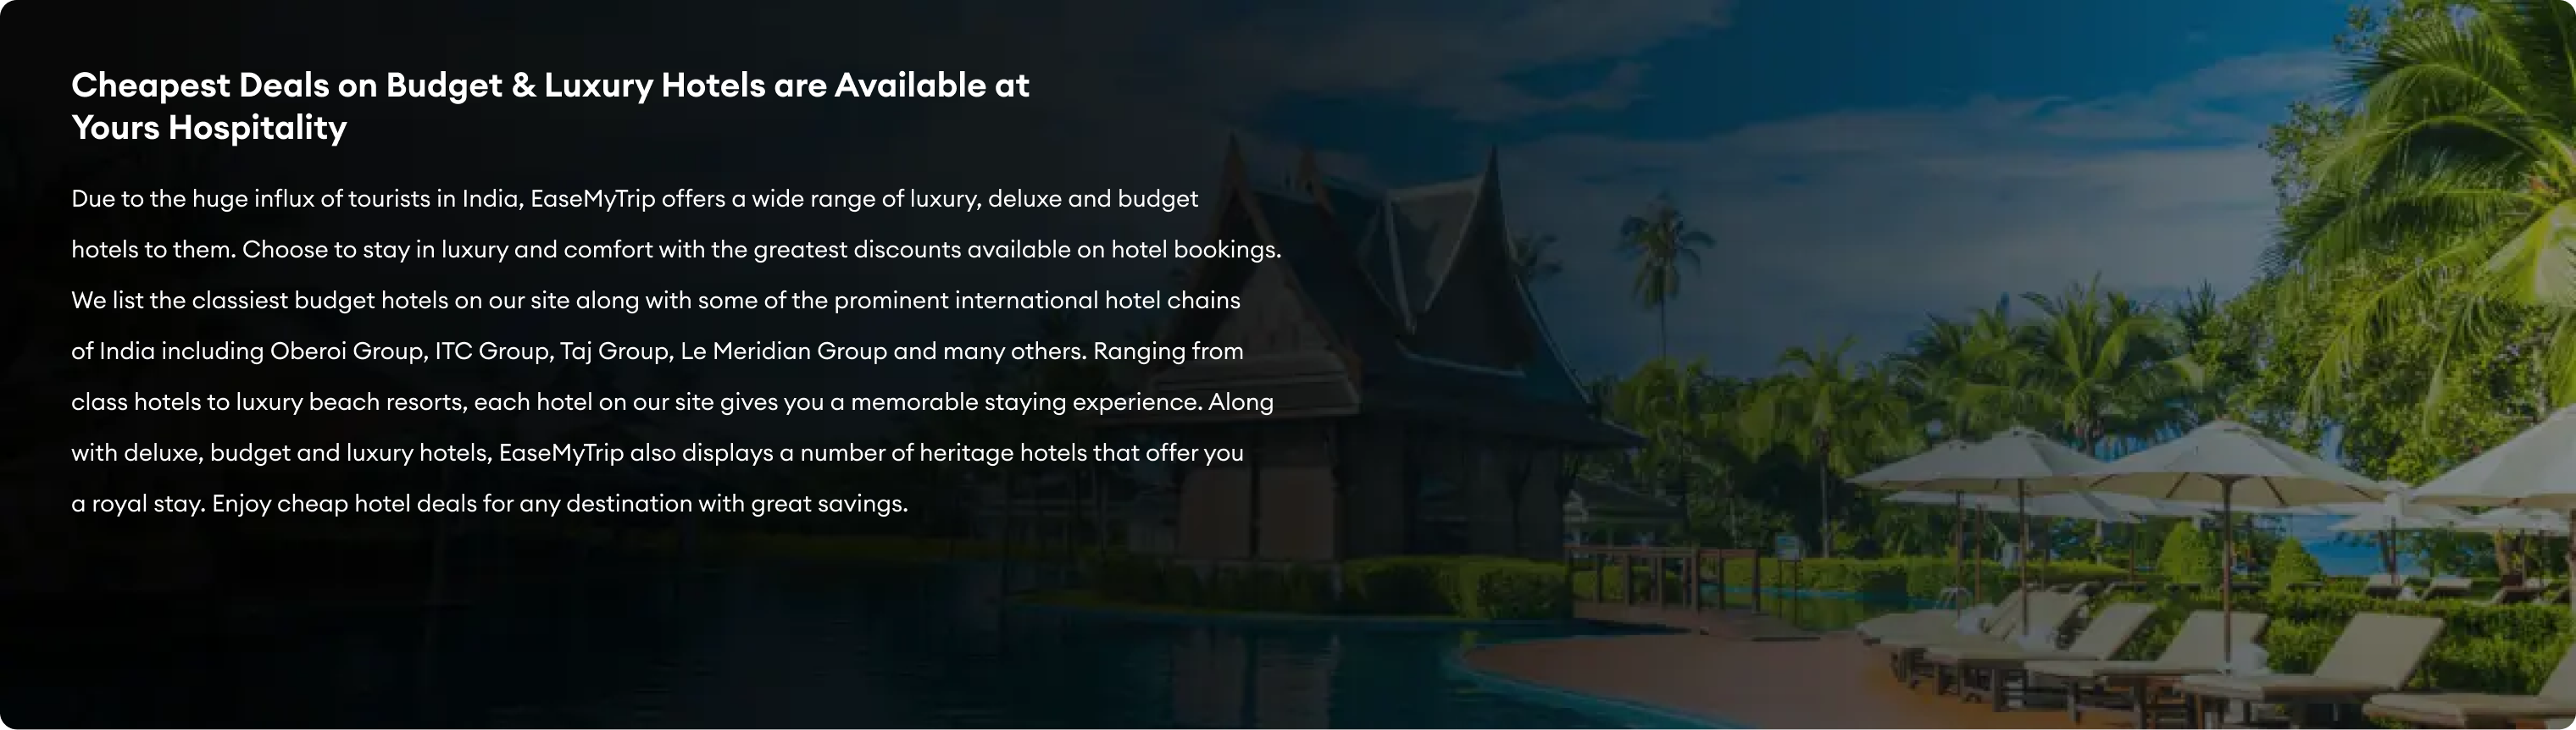 Cheapest Deals on Budget & Luxury Hotels are Available at
Yours Hospitality
Due to the huge influx of tourists in India, EaseMyTrip offers a wide range of luxury, deluxe and budget
hotels to them. Choose to stay in luxury and comfort with the greatest discounts available on hotel bookings.
We list the classiest budget hotels on our site along with some of the prominent international hotel chains
of India including Oberoi Group, ITC Group, Taj Group, Le Meridian Group and many others. Ranging from
class hotels to luxury beach resorts, each hotel on our site gives you a memorable staying experience. Along
with deluxe, budget and luxury hotels, EaseMyTrip also displays a number of heritage hotels that offer you
a royal stay. Enjoy cheap hotel deals for any destination with great savings.